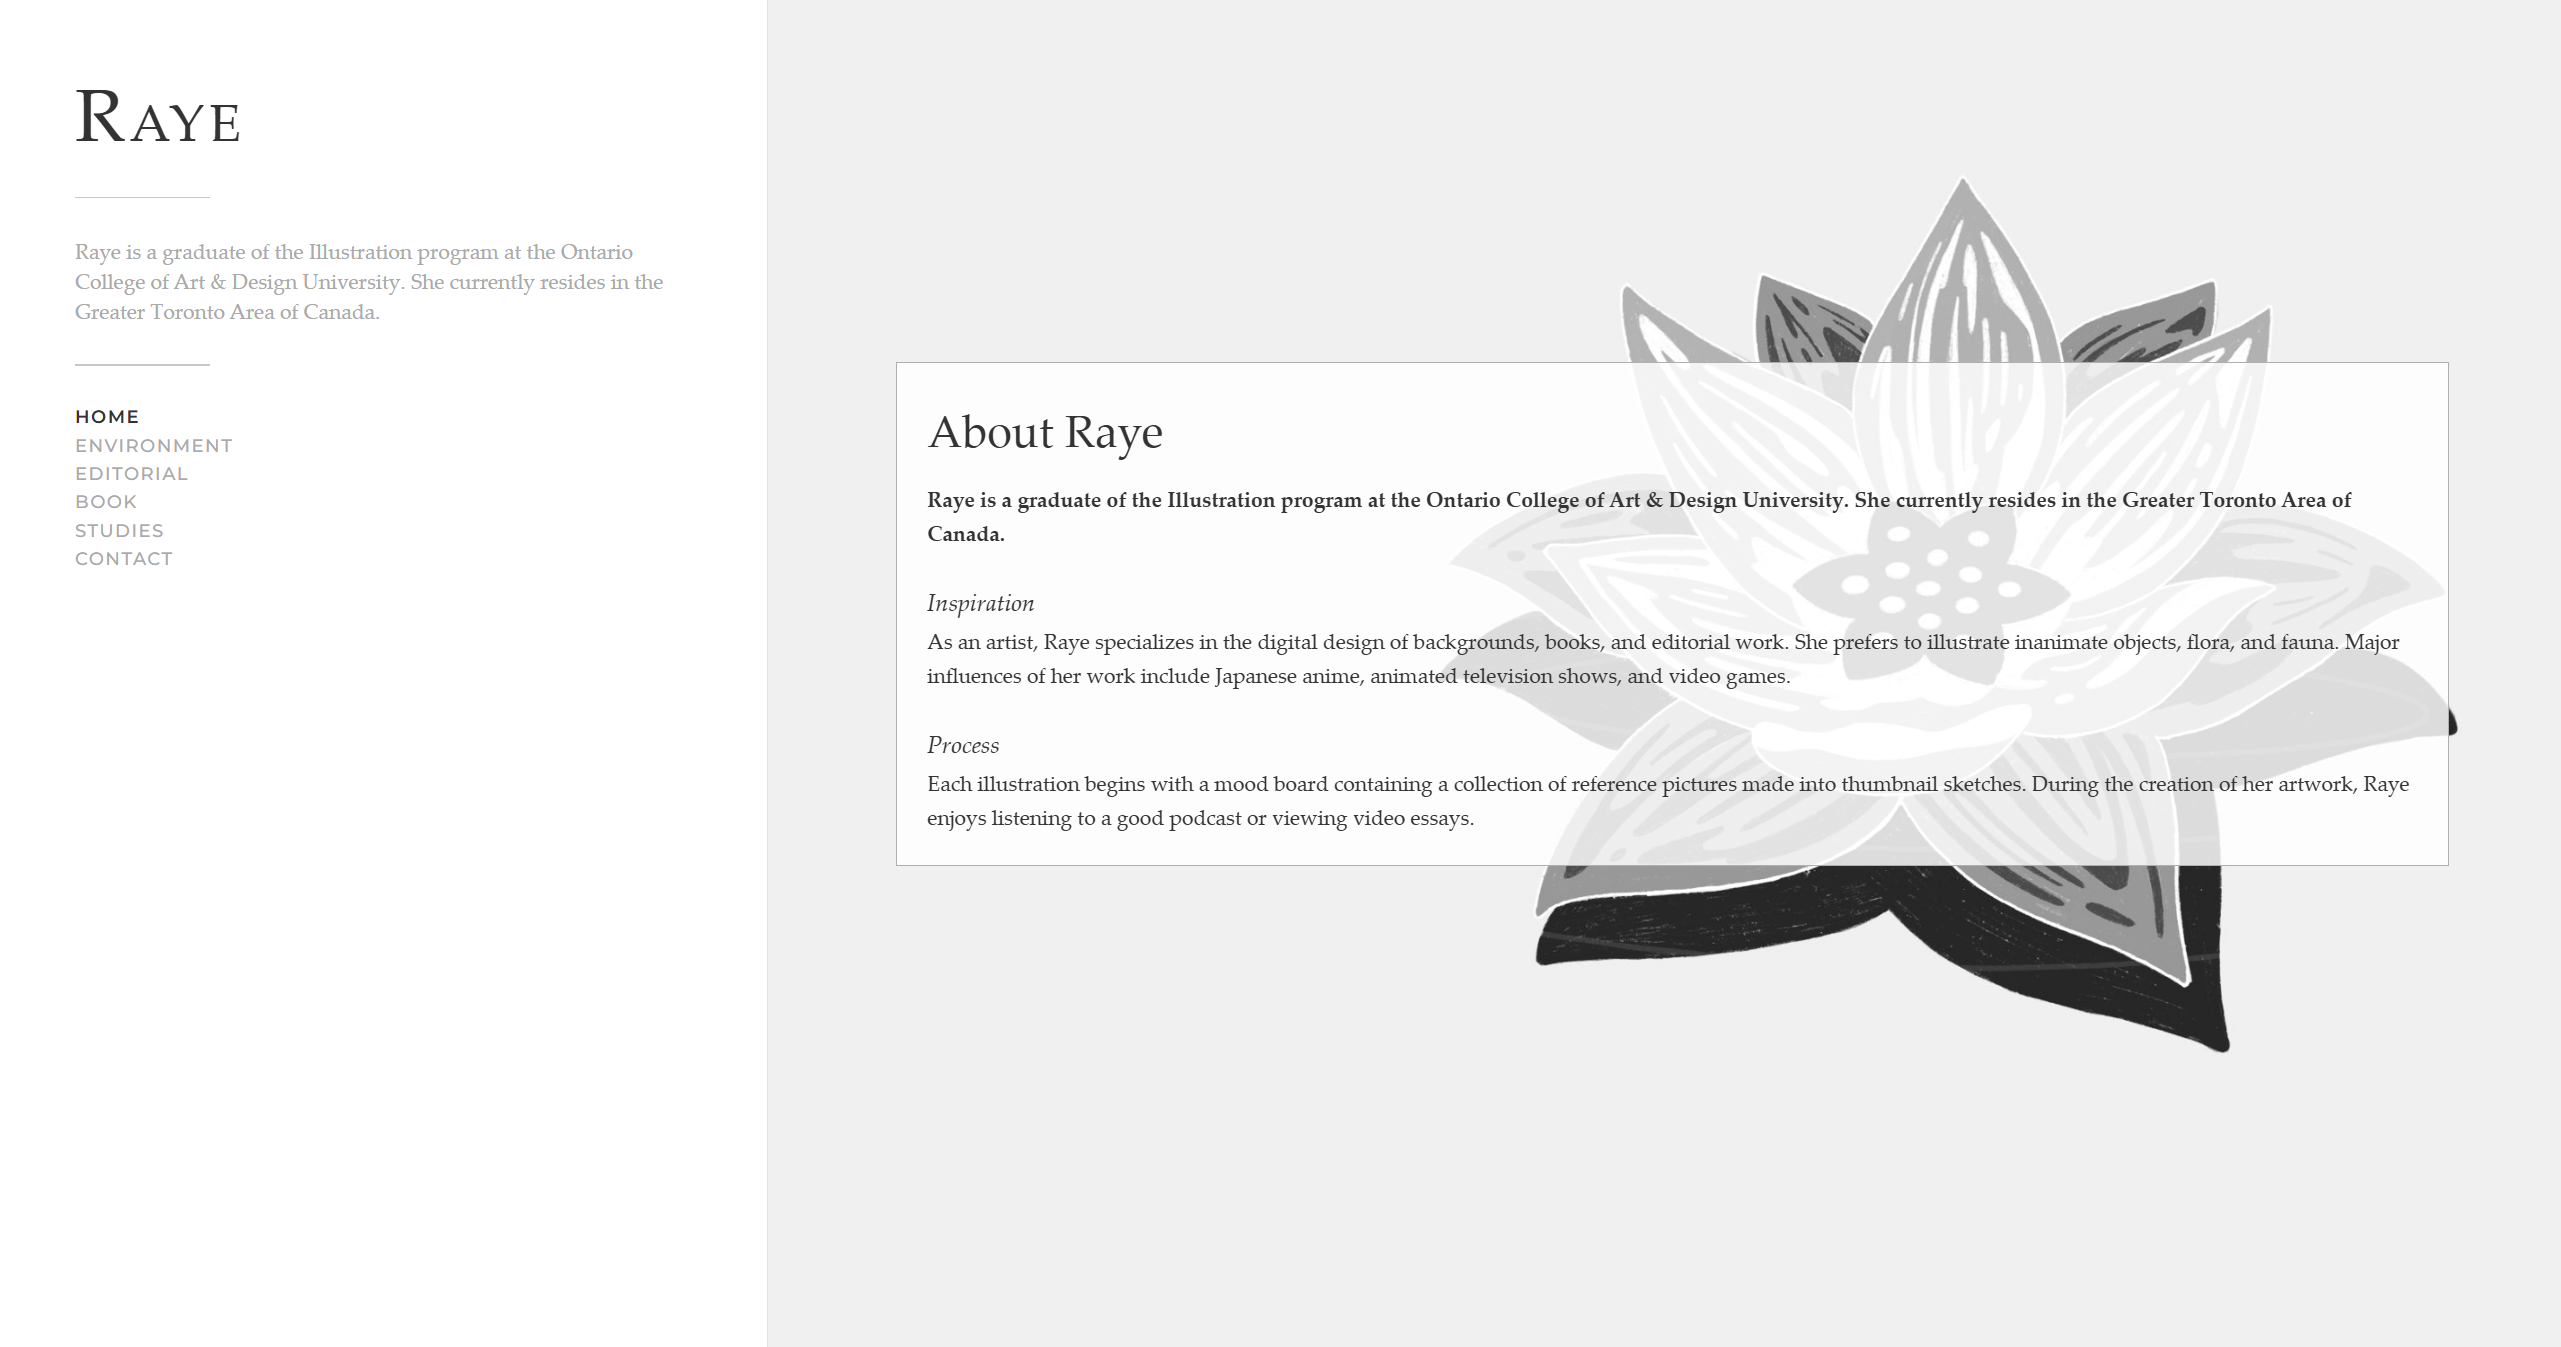 RAYE
Raye is a graduate of the Illustration program at the Ontario
College of Art & Design University. She currently resides in the
Greater Toronto Area of Canada.
HOME
ENVIRONMENT
EDITORIAL
BOOK
STUDIES
CONTACT
About Raye
Raye is a graduate of the Illustration program at the Ontario College of Art & Design University. She currently resides in the Greater Toronto Area of
Canada.
Inspiration
As an artist, Raye specializes in the digital design of backgrounds, books, and editorial work. She prefers to illustrate inanimate objects, flora, and fauna. Major
influences of her work include Japanese anime, animated television shows, and video games.
Process
Each illustration begins with a mood board containing a collection of reference pictures made into thumbnail sketches. During the creation of her artwork, Raye
enjoys listening to a good podcast or viewing video essays.